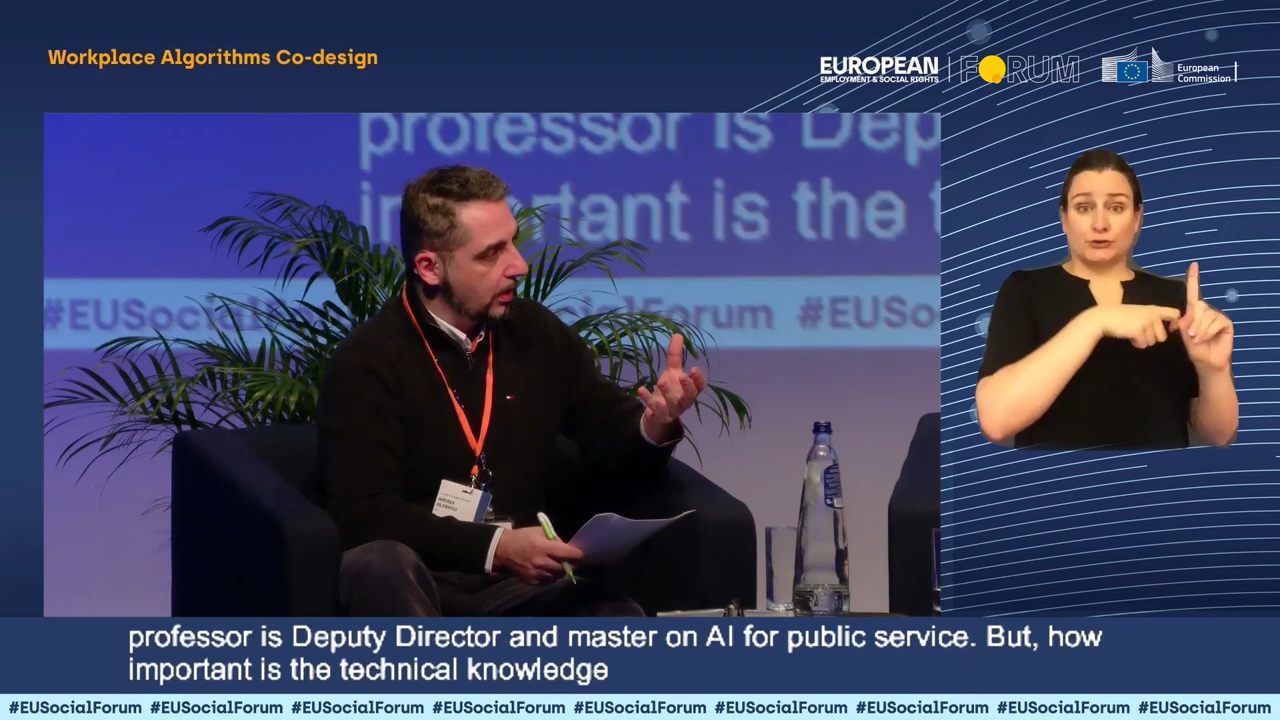 Workplace Algorithms Co-design
EUROPEAN
EMPLOYMENT & SOCIAL RIGHTS
FORUM
European
Commission
professor is Dep
important is the t
#EUSocialForum #EUSo
ANDREA
professor is Deputy Director and master on AI for public service. But, how
important is the technical knowledge
#EUSocialForum #EUSocialForum #EUSocialForum #EUSocialForum #EUSocialForum #EUSocialForum #EUSocialForum #EUSocialForum #EUSocialForum